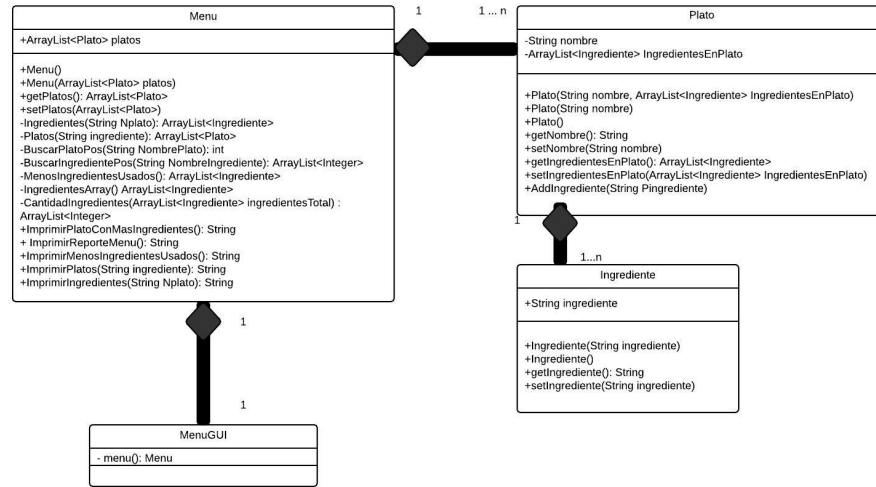 Menu
+ArrayList<Plato> platos
+Menu()
+Menu(ArrayList<Plato> platos)
+getPlatos(): ArrayList<Plato>
+setPlatos(ArrayList<Plato>)
-Ingredientes(String Nplato): ArrayList<Ingrediente>
-Platos(String ingrediente): ArrayList<Plato>
-BuscarPlatoPos(String NombrePlato): int
-BuscarIngredientePos(String NombreIngrediente): ArrayList<Integer>
-MenosIngredientesUsados(): ArrayList<Ingrediente>
-IngredientesArray() ArrayList<Ingrediente>
-CantidadIngredientes(ArrayList<Ingrediente> ingredientesTotal) :
ArrayList<Integer>
+ImprimirPlatoConMasIngredientes(): String
+ ImprimirReporteMenu(): String
+ImprimirMenosIngredientesUsados(): String
+ImprimirPlatos(String ingrediente): String
+ImprimirIngredientes(String Nplato): String
1
1 ... n
Plato
-String nombre
-ArrayList<Ingrediente> IngredientesEnPlato
+Plato(String nombre, ArrayList<Ingrediente> IngredientesEnPlato)
+Plato(String nombre)
+Plato()
+getNombre(): String
+setNombre(String nombre)
+getIngredientesEnPlato(): ArrayList<Ingrediente>
+setIngredientesEnPlato(ArrayList<Ingrediente> IngredientesEnPlato)
+AddIngrediente(String Pingrediente)
1
1...n
Ingrediente
+String ingrediente
+Ingrediente(String ingrediente)
+Ingrediente()
+getIngrediente(): String
+setIngrediente(String ingrediente)
1
1
MenuGUI
- menu(): Menu